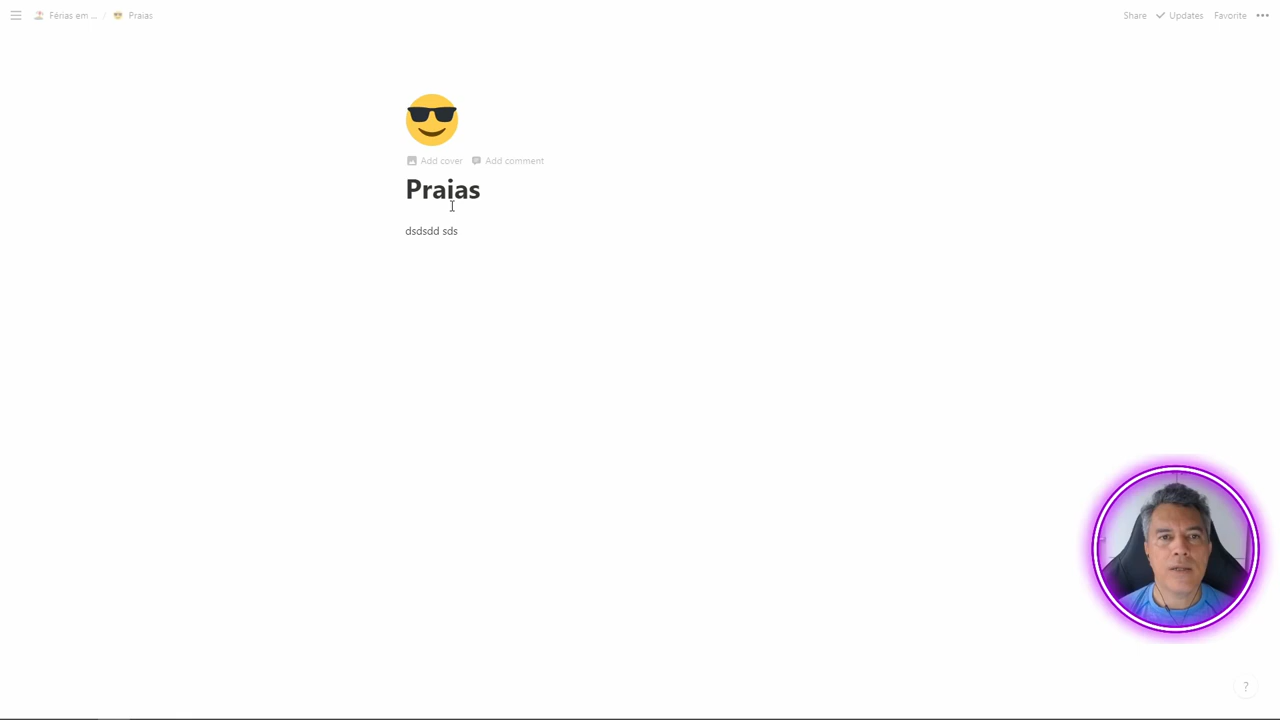 Férias em ... / Praias
Share Updates Favorite
Add cover Add comment
Praias
dsdsdd sds
?